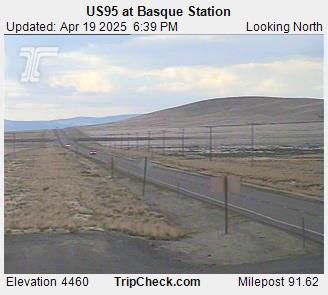 US95 at Basque Station
Updated: Apr 19 2025 6:39 PM Looking North
Elevation 4460 TripCheck.com Milepost 91.62